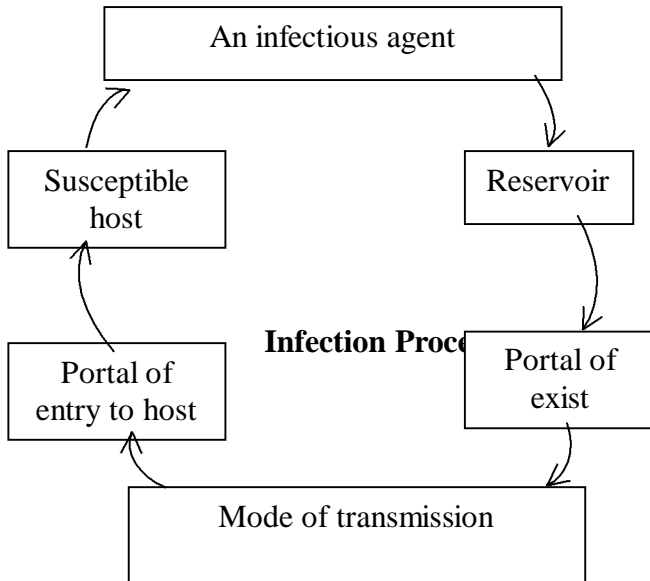 An infectious agent
Susceptible
host
Reservoir
Infection Proce
Portal of
entry to host
Portal of
exist
Mode of transmission